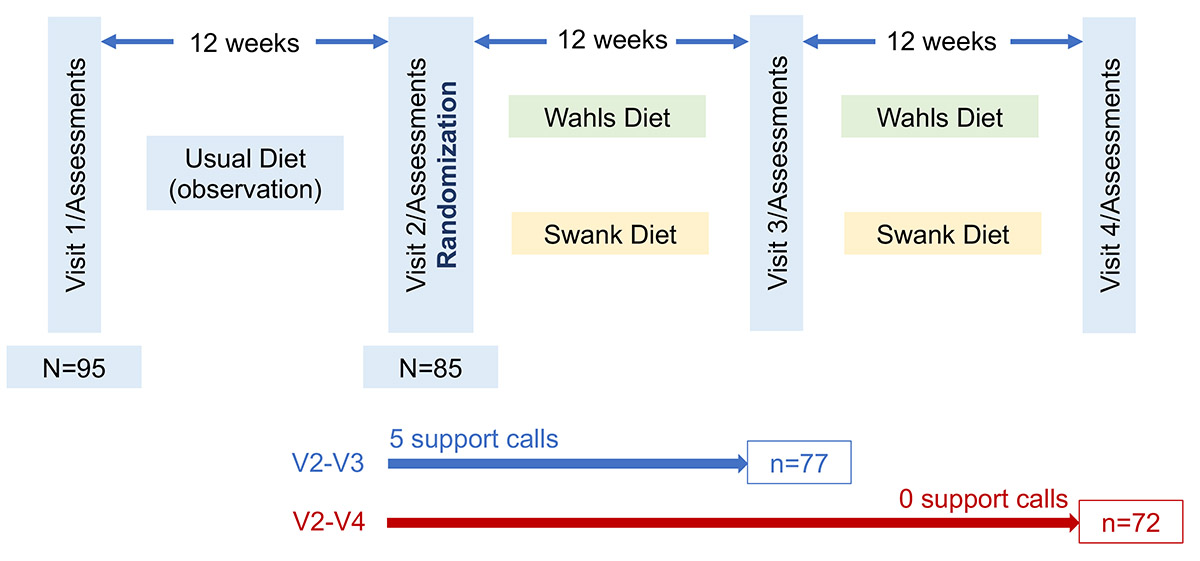 12 weeks
12 weeks
12 weeks
Visit 1/Assessments
Usual Diet
(observation)
Visit 2/Assessments
Randomization
Wahls Diet
Swank Diet
Visit 3/Assessments
Wahls Diet
Swank Diet
Visit 4/Assessments
N=95
N=85
5 support calls
V2-V3
n=77
0 support calls
V2-V4
n=72